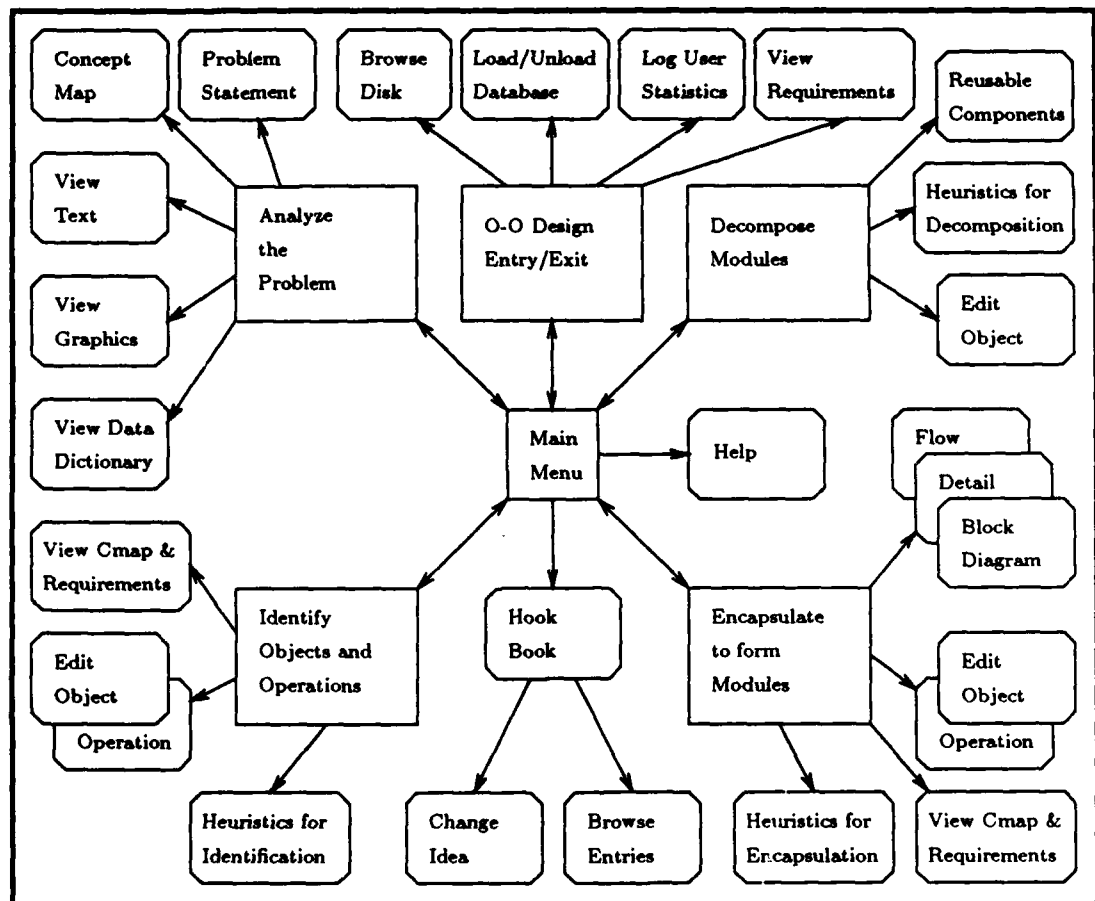 Concept
Map
Problem
Statement
Browse
Disk
Load/Unload
Database
Log User
Statistics
View
Requirements
Reusable
Components
View
Text
Analyze
the
Problem
O-O Design
Entry/Exit
Decompose
Modules
Heuristics for
Decomposition
View
Graphics
Edit
Object
View Data
Dictionary
Main
Menu
Help
Flow
Detail
Block
Diagram
View Cmap &
Requirements
Identify
Objects and
Operations
Hook
Book
Encapsulate
to form
Modules
Edit
Object
Operation
Edit
Object
Operation
Heuristics for
Identification
Change
Idea
Browse
Entries
Heuristics for
Encapsulation
View Cmap &
Requirements